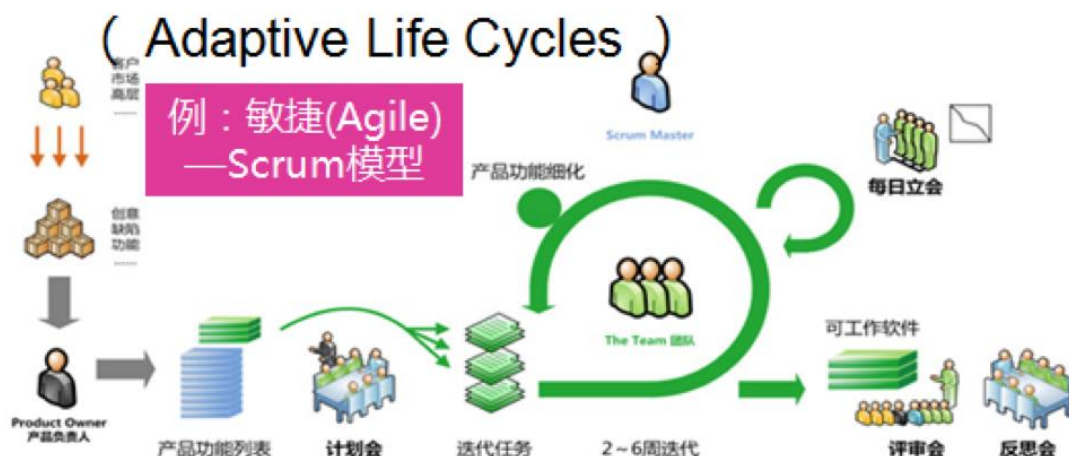 （ Adaptive Life Cycles ）
客户
市场
高层
......
例：敏捷(Agile)
—Scrum模型
Scrum Master
产品功能细化
每日立会
创意
缺陷
功能
......
The Team 团队
可工作软件
Product Owner
产品负责人
产品功能列表
计划会
迭代任务
2～6周迭代
评审会
反思会